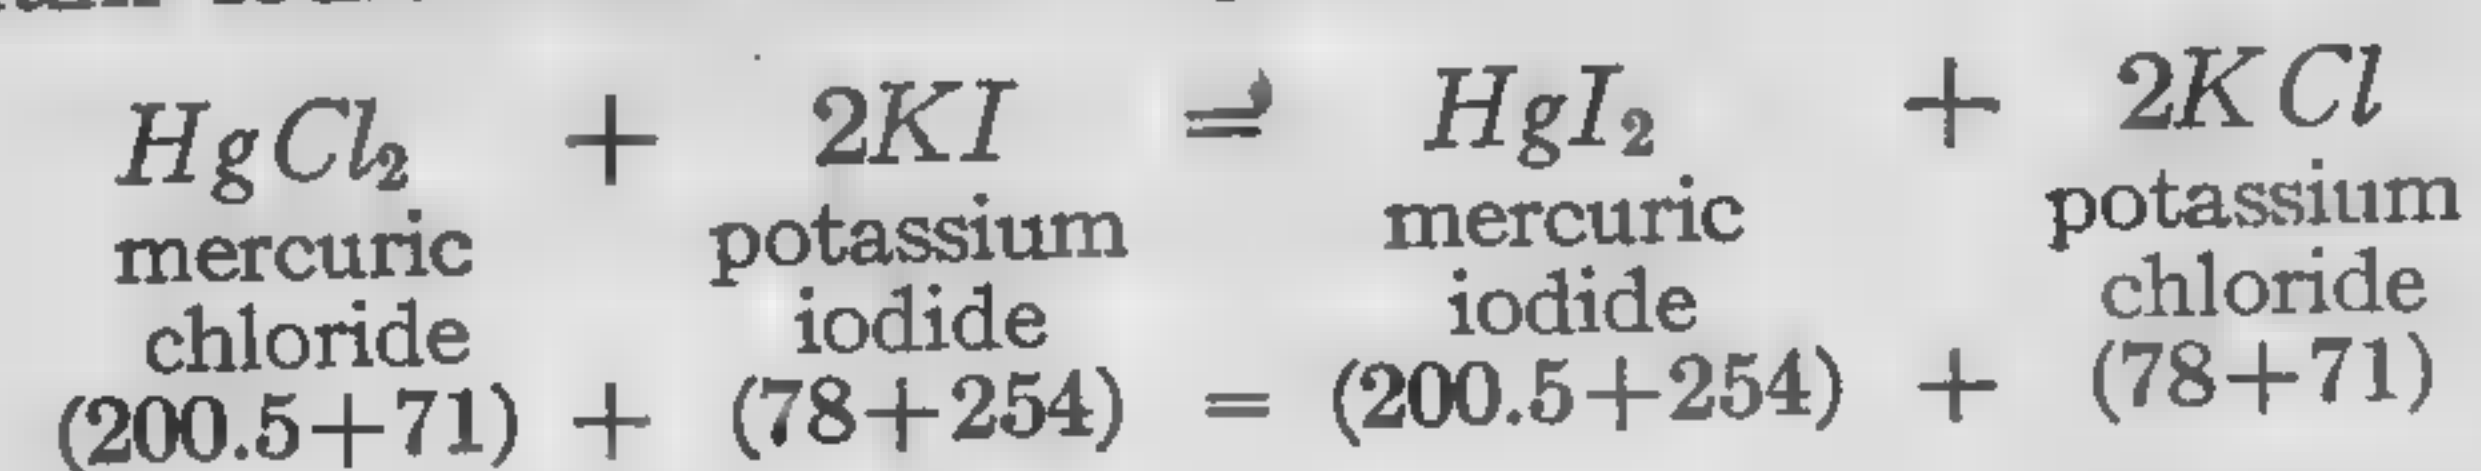 HgCl₂ + 2KI = HgI₂ + 2KCl
mercuric potassium mercuric potassium
chloride iodide iodide chloride
(200.5+71) + (78+254) = (200.5+254) + (78+71)